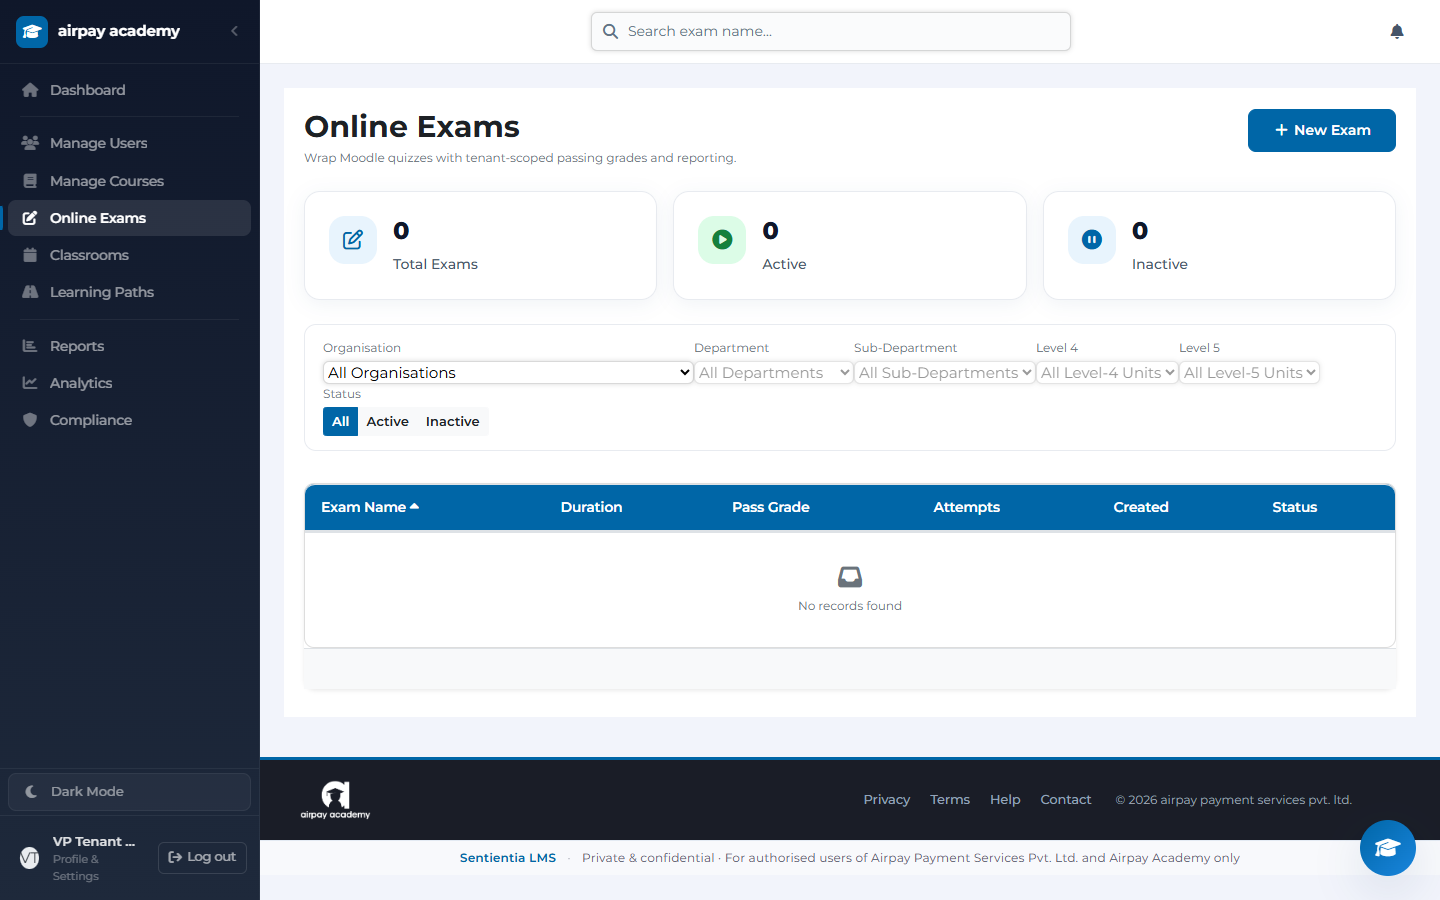 airpay academy
Search exam name...
Dashboard
Manage Users
Manage Courses
Online Exams
Classrooms
Learning Paths
Reports
Analytics
Compliance
Dark Mode
VT
VP Tenant ...
Profile &
Settings
Log out
Online Exams
Wrap Moodle quizzes with tenant-scoped passing grades and reporting.
+ New Exam
0
Total Exams
0
Active
0
Inactive
Organisation Department Sub-Department Level 4 Level 5
All Organisations All Departments All Sub-Departments All Level-4 Units All Level-5 Units
Status
All Active Inactive
Exam Name Duration Pass Grade Attempts Created Status
No records found
airpay academy
Privacy Terms Help Contact © 2026 airpay payment services pvt. ltd.
Sentientia LMS · Private & confidential · For authorised users of Airpay Payment Services Pvt. Ltd. and Airpay Academy only